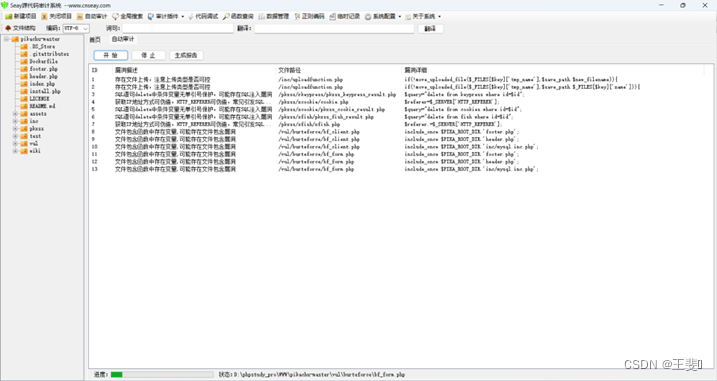 Seay源代码审计系统 --www.cnseay.com
新建项目 关闭项目 自动审计 全局搜索 审计插件 代码调试 函数查询 数据管理 正则编码 临时记录 系统配置 关于系统
文件结构 编码: UTF-8 词句: 翻译: 翻译
首页 自动审计
pikachu-master
.DS_Store
.gitattributes
Dockerfile
footer.php
header.php
index.php
install.php
LICENSE
README.md
assets
inc
pkxss
test
vul
wiki
开 始 停 止 生成报告
ID 漏洞描述 文件路径 漏洞详细
1 存在文件上传，注意上传类型是否可控 /inc/uploadfunction.php if(!move_uploaded_file($_FILES[$key]['tmp_name'],$save_path.$new_filename)){
2 存在文件上传，注意上传类型是否可控 /inc/uploadfunction.php if(!move_uploaded_file($_FILES[$key]['tmp_name'],$save_path.$_FILES[$key]['name'])){
3 SQL语句delete中条件变量无单引号保护，可能存在SQL注入漏洞 /pkxss/rkeypress/pkxss_keypress_result.php $query="delete from keypress where id=$id";
4 获取IP地址方式可伪造，HTTP_REFERER可伪造，常见引发SQL... /pkxss/xcookie/cookie.php $referer=$_SERVER['HTTP_REFERER'];
5 SQL语句delete中条件变量无单引号保护，可能存在SQL注入漏洞 /pkxss/xcookie/pkxss_cookie_result.php $query="delete from cookies where id=$id";
6 SQL语句delete中条件变量无单引号保护，可能存在SQL注入漏洞 /pkxss/xfish/pkxss_fish_result.php $query="delete from fish where id=$id";
7 获取IP地址方式可伪造，HTTP_REFERER可伪造，常见引发SQL... /pkxss/xfish/xfish.php $referer=$_SERVER['HTTP_REFERER'];
8 文件包含函数中存在变量,可能存在文件包含漏洞 /vul/burteforce/bf_client.php include_once $PIKA_ROOT_DIR.'footer.php';
9 文件包含函数中存在变量,可能存在文件包含漏洞 /vul/burteforce/bf_client.php include_once $PIKA_ROOT_DIR.'header.php';
10 文件包含函数中存在变量,可能存在文件包含漏洞 /vul/burteforce/bf_client.php include_once $PIKA_ROOT_DIR.'inc/mysql.inc.php';
11 文件包含函数中存在变量,可能存在文件包含漏洞 /vul/burteforce/bf_form.php include_once $PIKA_ROOT_DIR.'footer.php';
12 文件包含函数中存在变量,可能存在文件包含漏洞 /vul/burteforce/bf_form.php include_once $PIKA_ROOT_DIR.'header.php';
13 文件包含函数中存在变量,可能存在文件包含漏洞 /vul/burteforce/bf_form.php include_once $PIKA_ROOT_DIR.'inc/mysql.inc.php';
进度: 状态:D:\phpstudy_pro\WWW\pikachu-master\vul\burteforce\bf_form.php
CSDN @王斐